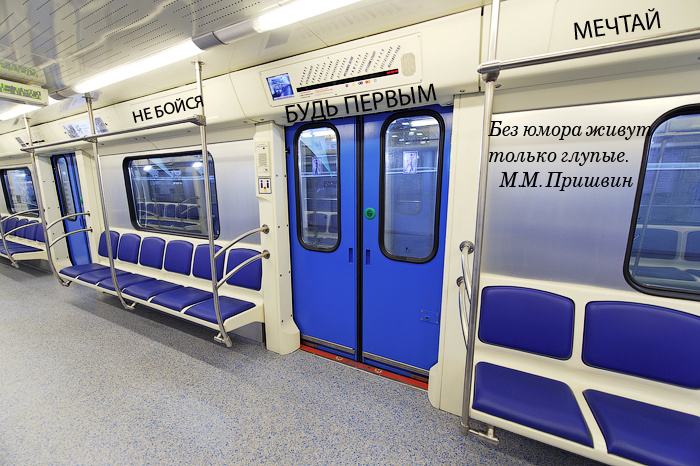 НЕ БОЙСЯ
БУДЬ ПЕРВЫМ
МЕЧТАЙ
Без юмора живут
только глупые.
М.М. Пришвин